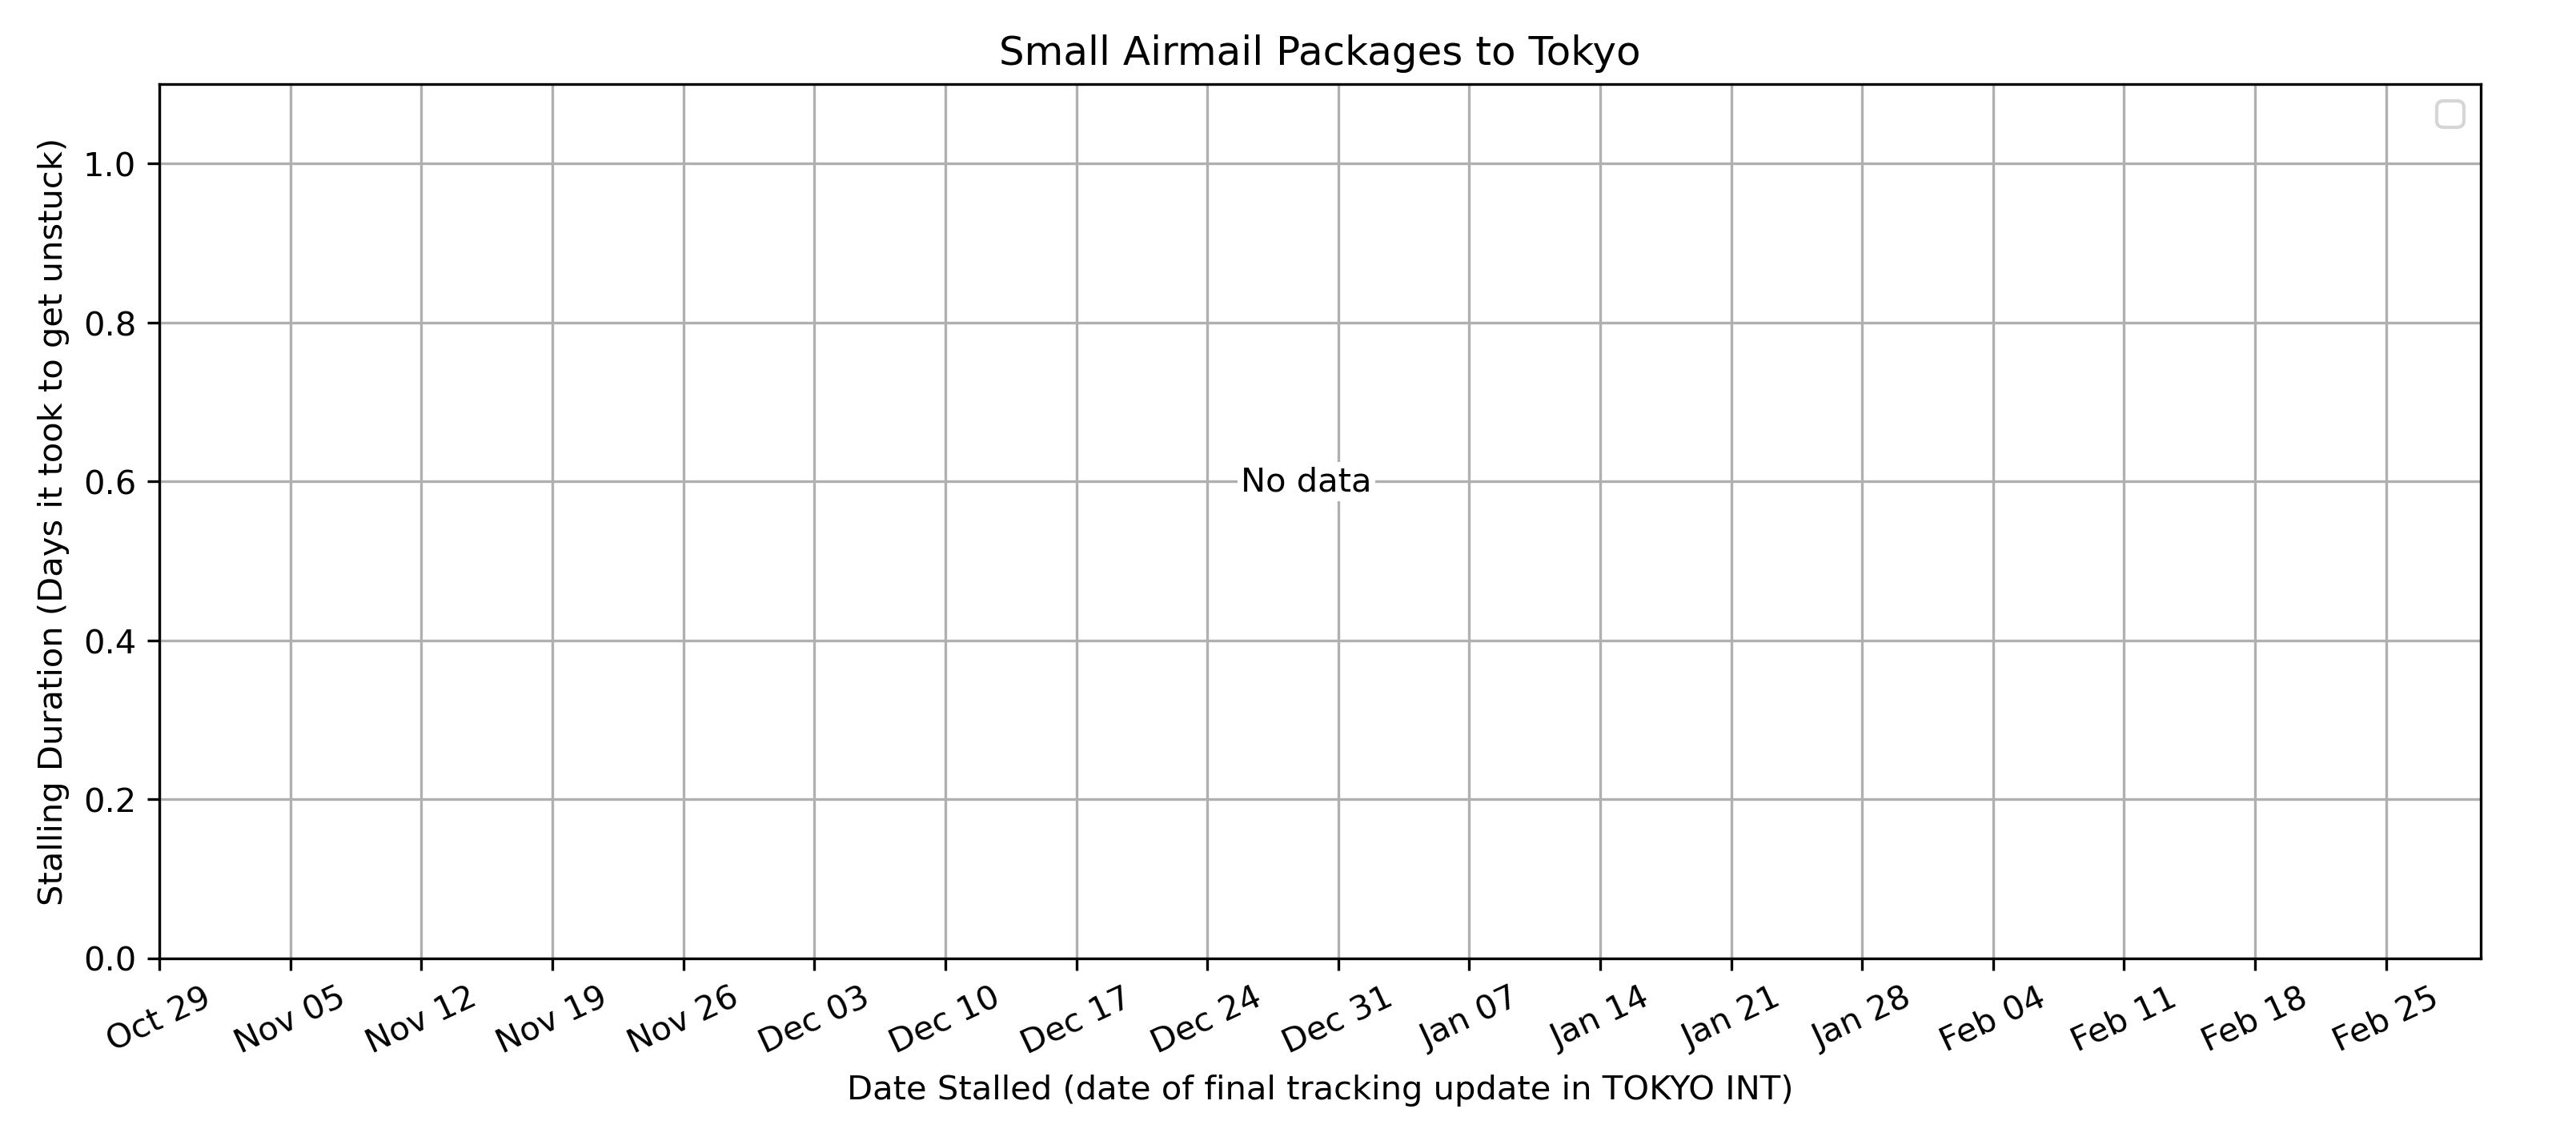 Small Airmail Packages to Tokyo
Stalling Duration (Days it took to get unstuck)
1.0
0.8
0.6
0.4
0.2
0.0
No data
Oct 29 Nov 05 Nov 12 Nov 19 Nov 26 Dec 03 Dec 10 Dec 17 Dec 24 Dec 31 Jan 07 Jan 14 Jan 21 Jan 28 Feb 04 Feb 11 Feb 18 Feb 25
Date Stalled (date of final tracking update in TOKYO INT)